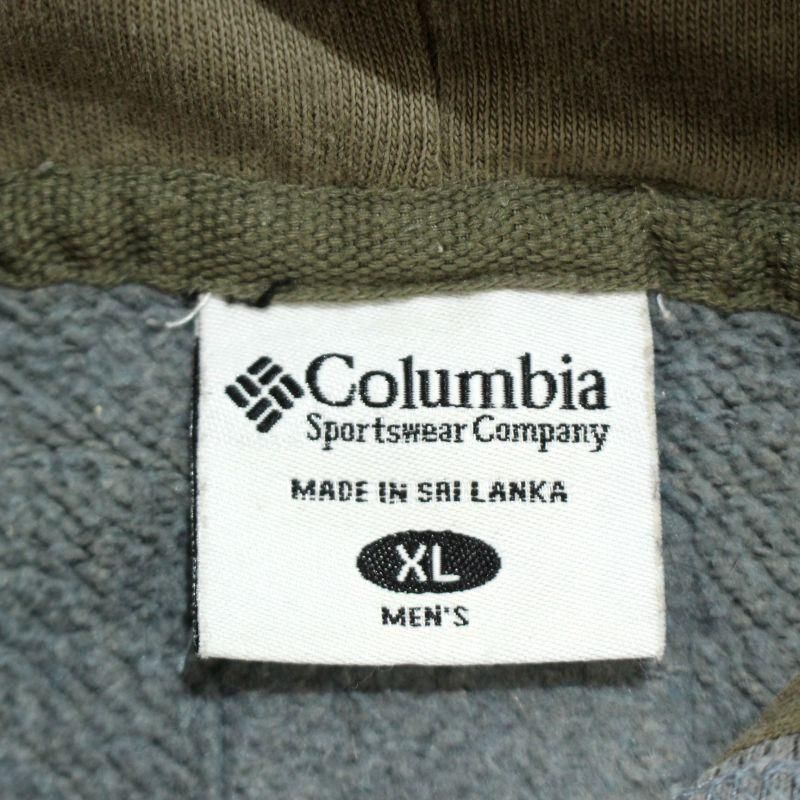 Columbia
Sportswear Company
MADE IN SRI LANKA
XL
MEN'S